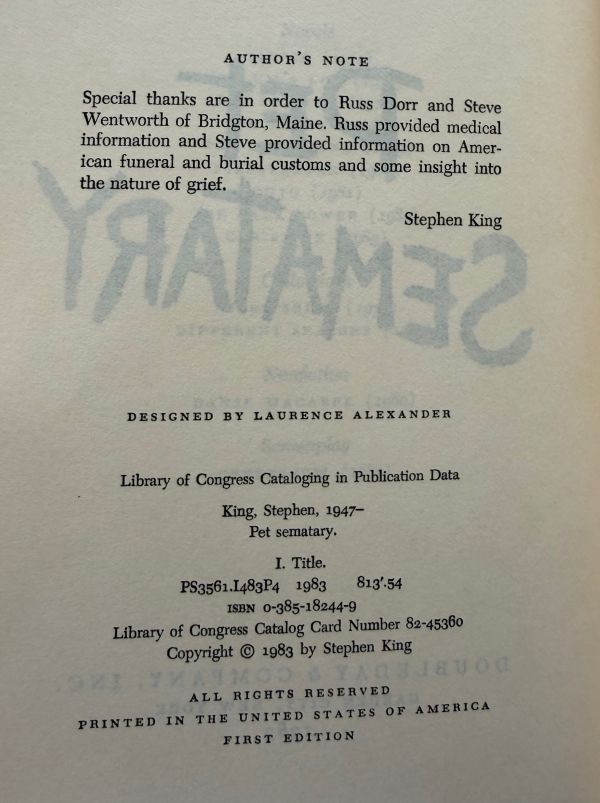 AUTHOR'S NOTE
Special thanks are in order to Russ Dorr and Steve
Wentworth of Bridgton, Maine. Russ provided medical
information and Steve provided information on Amer-
ican funeral and burial customs and some insight into
the nature of grief.
Stephen King
SEMATARY
DESIGNED BY LAURENCE ALEXANDER
Library of Congress Cataloging in Publication Data
King, Stephen, 1947–
Pet sematary.
I. Title.
PS3561.I483P4 1983 813'.54
ISBN 0-385-18244-9
Library of Congress Catalog Card Number 82-45360
Copyright © 1983 by Stephen King
DOUBLEDAY & COMPANY, INC.
ALL RIGHTS RESERVED
PRINTED IN THE UNITED STATES OF AMERICA
FIRST EDITION